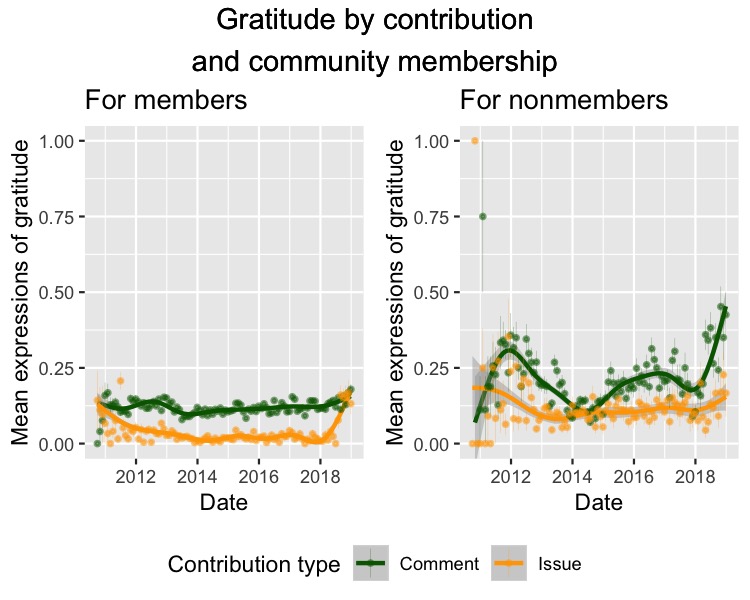 Gratitude by contribution
and community membership
For members
For nonmembers
Mean expressions of gratitude
1.00
0.75
0.50
0.25
0.00
2012 2014 2016 2018
Date
Mean expressions of gratitude
1.00
0.75
0.50
0.25
0.00
2012 2014 2016 2018
Date
Contribution type Comment Issue